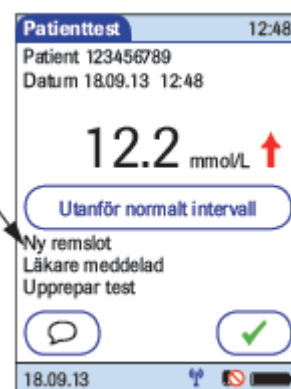 Patienttest 12:48
Patient 123456789
Datum 18.09.13 12:48
12.2 mmol/L
Utanför normalt intervall
Ny remslot
Läkare meddelad
Upprepar test
18.09.13